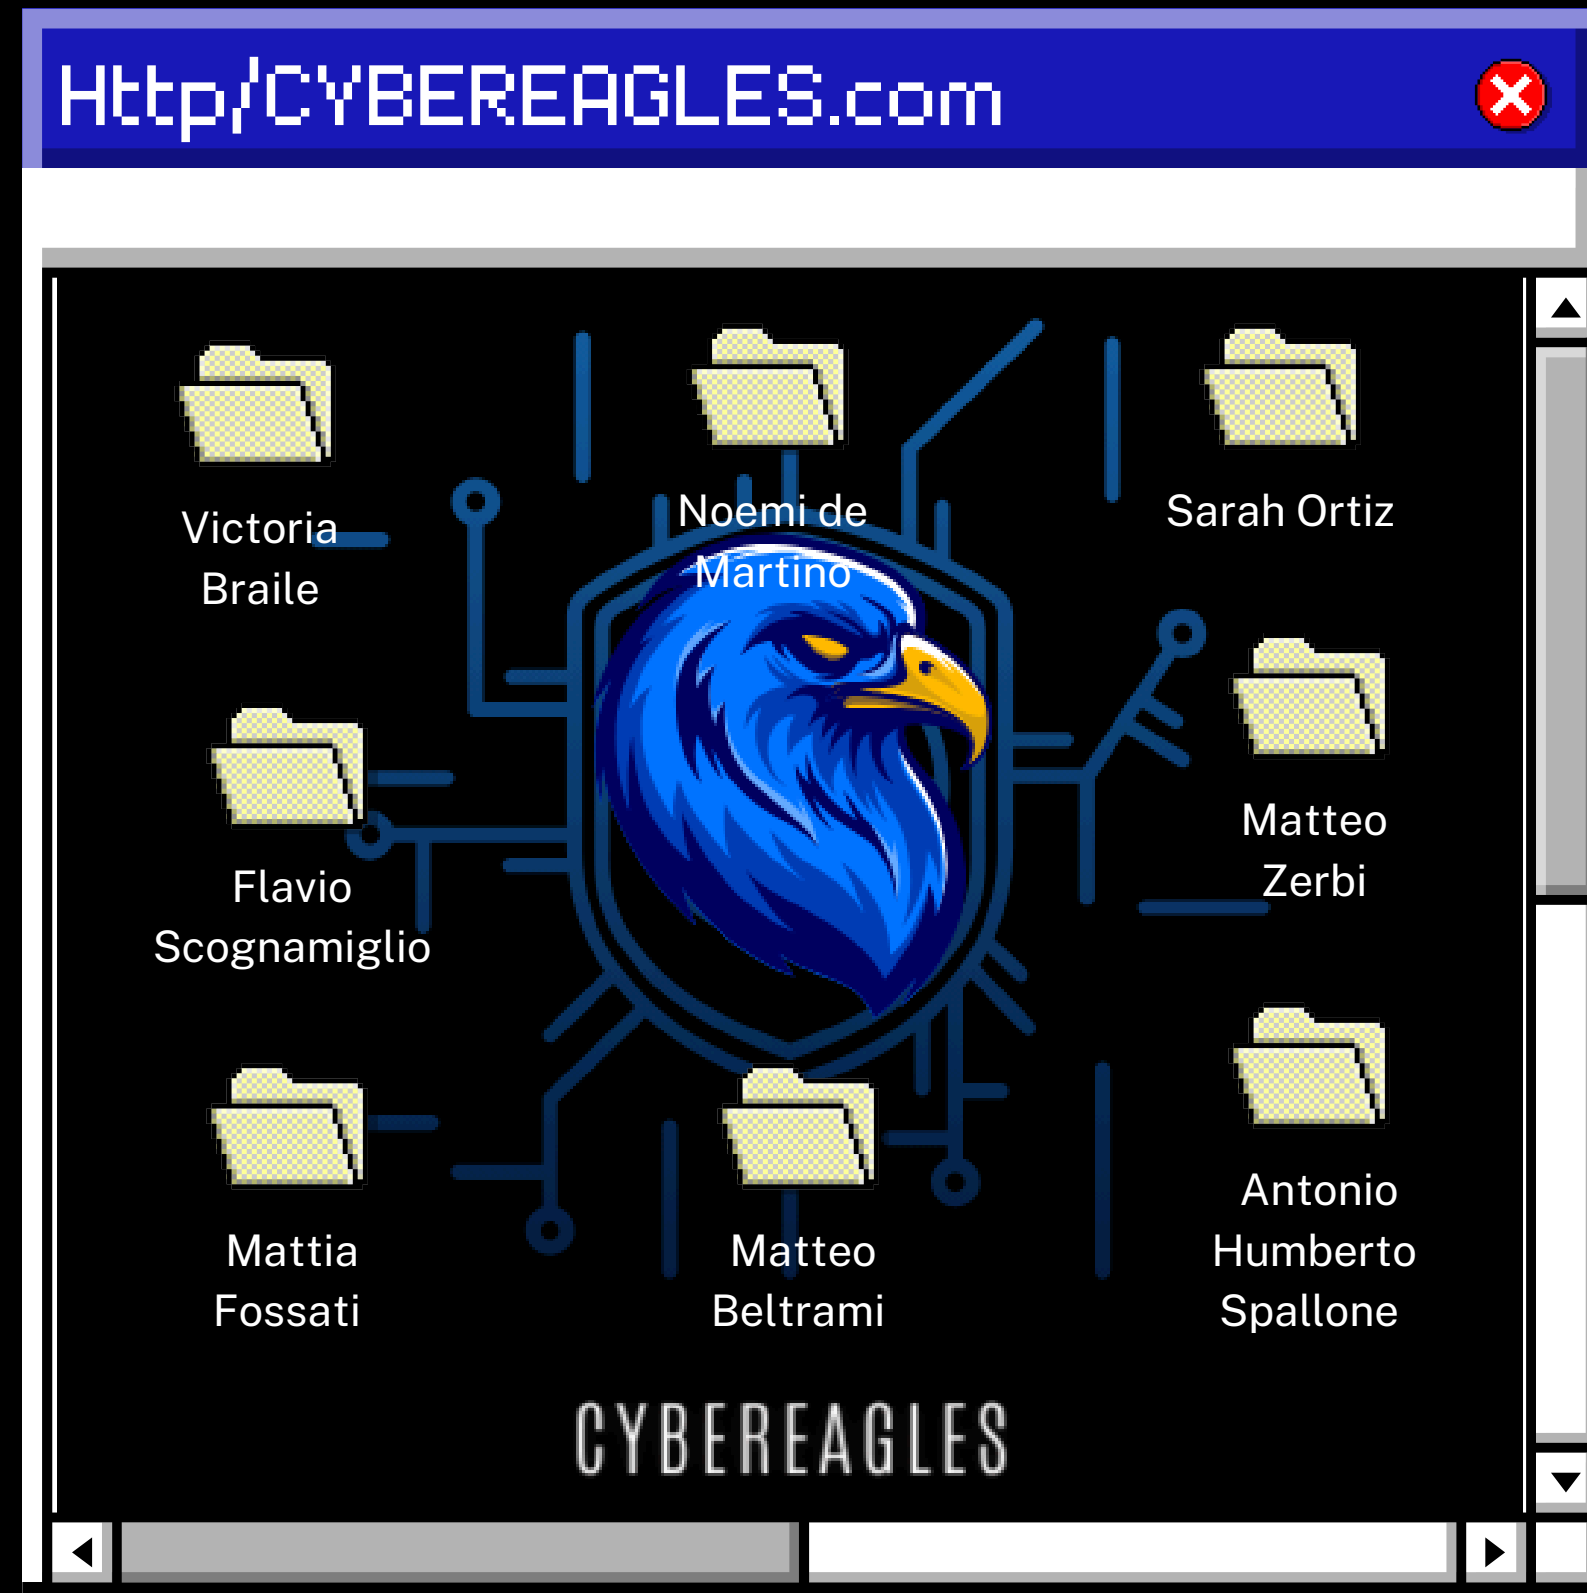 Http/CYBEREAGLES.com
Victoria
Braile
Noemi de
Martino
Sarah Ortiz
Flavio
Scognamiglio
Matteo
Zerbi
Mattia
Fossati
Matteo
Beltrami
Antonio
Humberto
Spallone
CYBEREAGLES